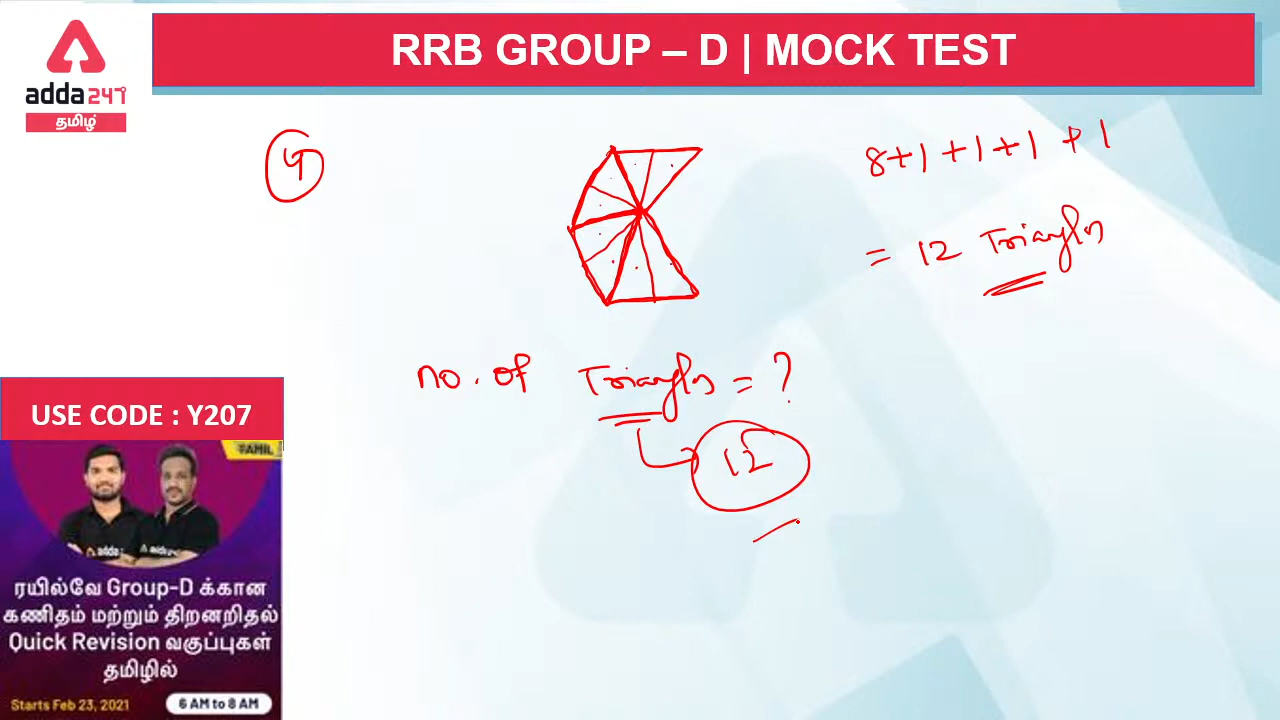 adda247
தமிழ்
RRB GROUP – D | MOCK TEST
4
8+1+1+1+1
= 12 Triangles
no. of Triangles = ?
12
USE CODE : Y207
TAMIL
adda
ரயில்வே Group-D க்கான
கணிதம் மற்றும் திறனறிதல்
Quick Revision வகுப்புகள்
தமிழில்
Starts Feb 23, 2021
6 AM to 8 AM